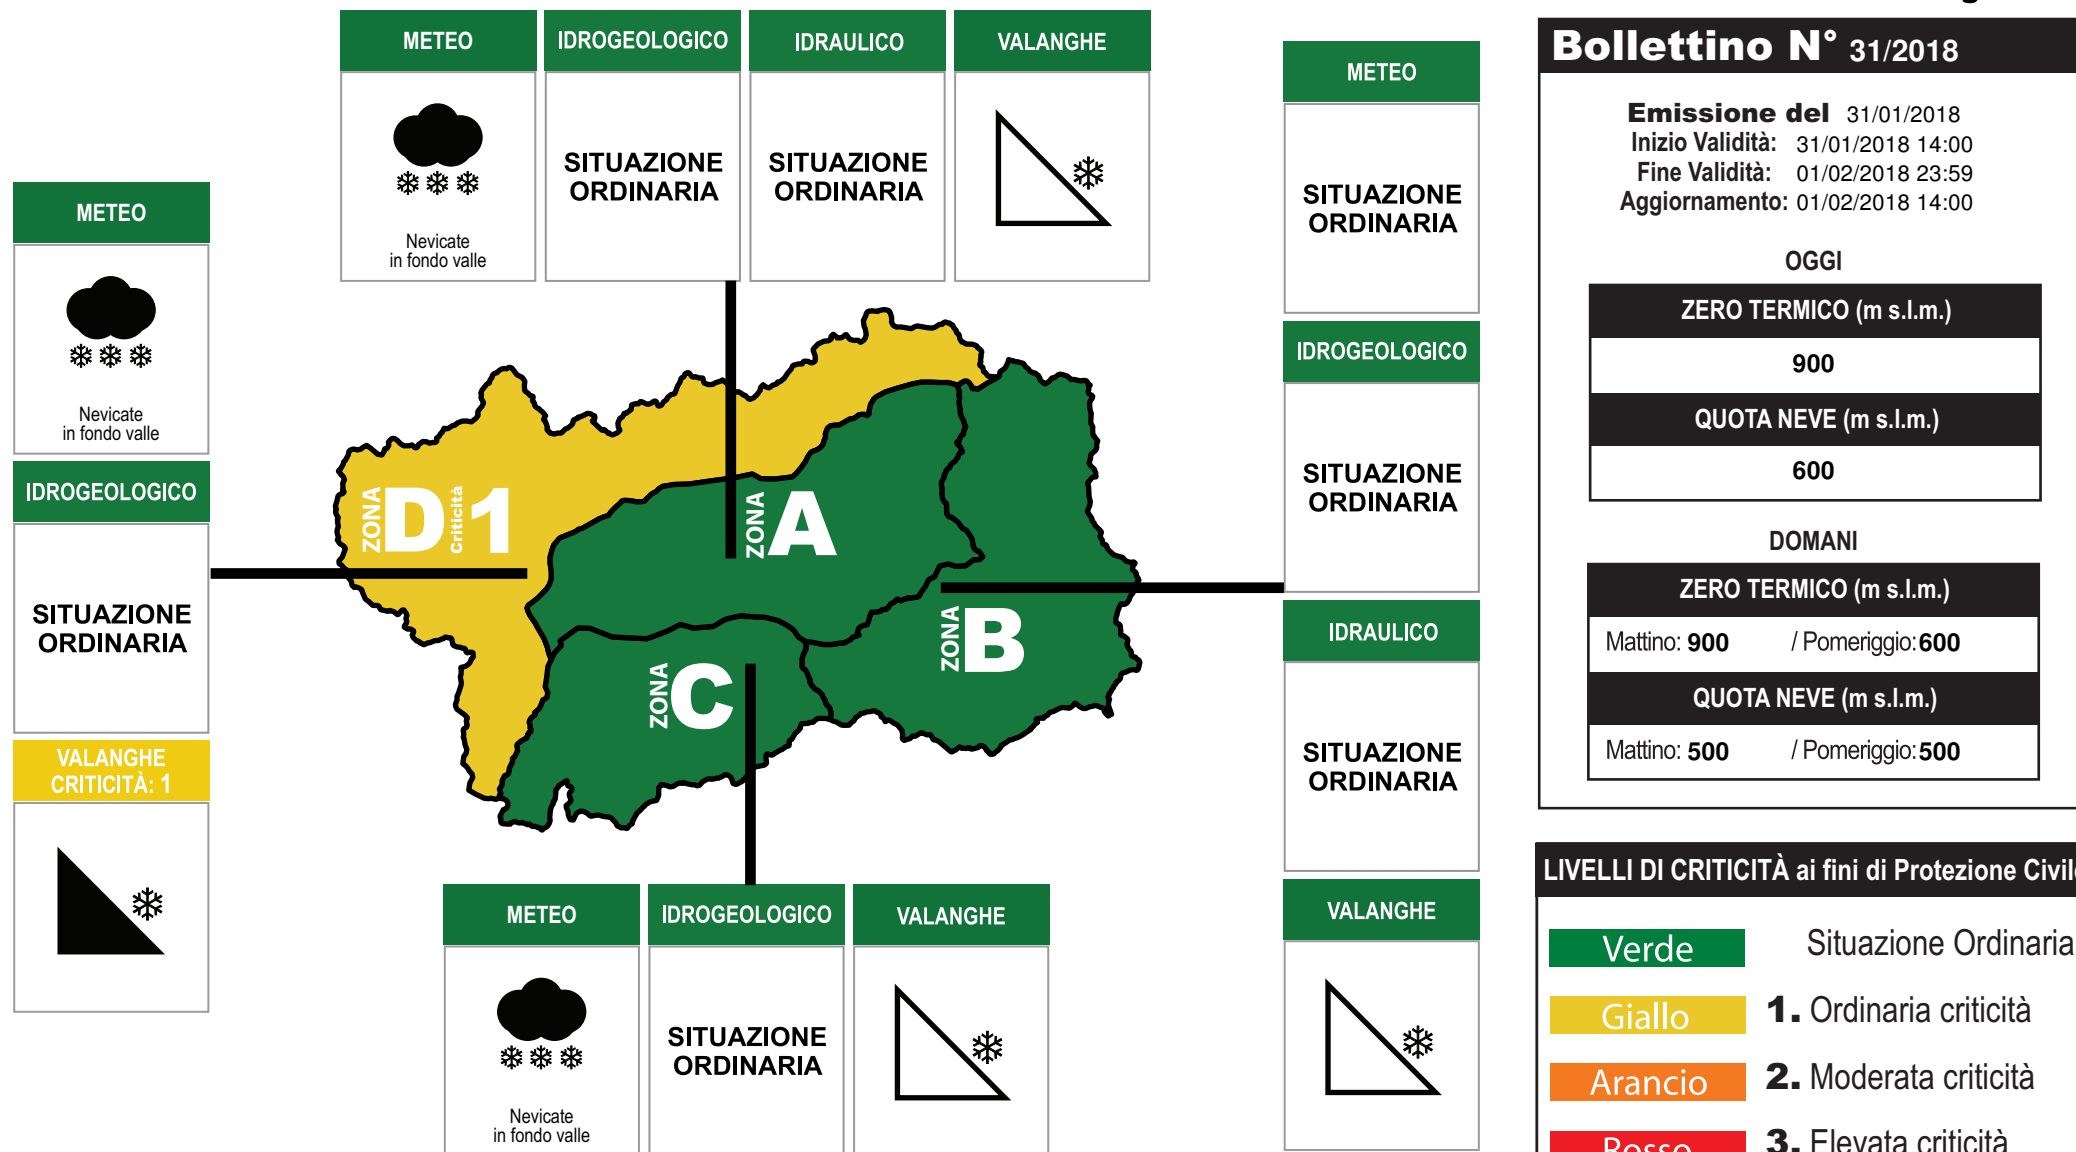 METEO
IDROGEOLOGICO
IDRAULICO
VALANGHE
Nevicate
in fondo valle
SITUAZIONE
ORDINARIA
SITUAZIONE
ORDINARIA
METEO
Nevicate
in fondo valle
IDROGEOLOGICO
SITUAZIONE
ORDINARIA
VALANGHE
CRITICITÀ: 1
ZONA D Criticità 1
ZONA A
ZONA B
ZONA C
METEO
SITUAZIONE
ORDINARIA
IDROGEOLOGICO
SITUAZIONE
ORDINARIA
IDRAULICO
SITUAZIONE
ORDINARIA
VALANGHE
METEO
IDROGEOLOGICO
VALANGHE
Nevicate
in fondo valle
SITUAZIONE
ORDINARIA
Bollettino N° 31/2018
Emissione del 31/01/2018
Inizio Validità: 31/01/2018 14:00
Fine Validità: 01/02/2018 23:59
Aggiornamento: 01/02/2018 14:00
OGGI
ZERO TERMICO (m s.l.m.)
900
QUOTA NEVE (m s.l.m.)
600
DOMANI
ZERO TERMICO (m s.l.m.)
Mattino: 900 / Pomeriggio: 600
QUOTA NEVE (m s.l.m.)
Mattino: 500 / Pomeriggio: 500
LIVELLI DI CRITICITÀ ai fini di Protezione Civile
Verde Situazione Ordinaria
Giallo 1. Ordinaria criticità
Arancio 2. Moderata criticità
Rosso 3. Elevata criticità